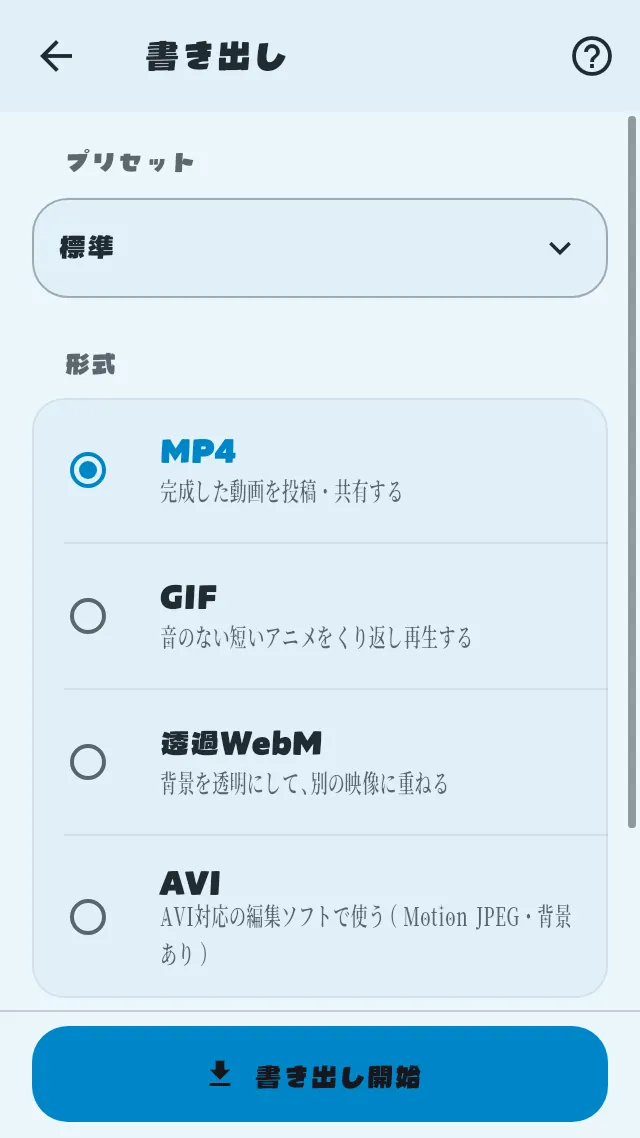 書き出し
プリセット
標準
形式
MP4
完成した動画を投稿・共有する
GIF
音のない短いアニメをくり返し再生する
透過WebM
背景を透明にして、別の映像に重ねる
AVI
AVI対応の編集ソフトで使う（Motion JPEG・背景
あり）
書き出し開始